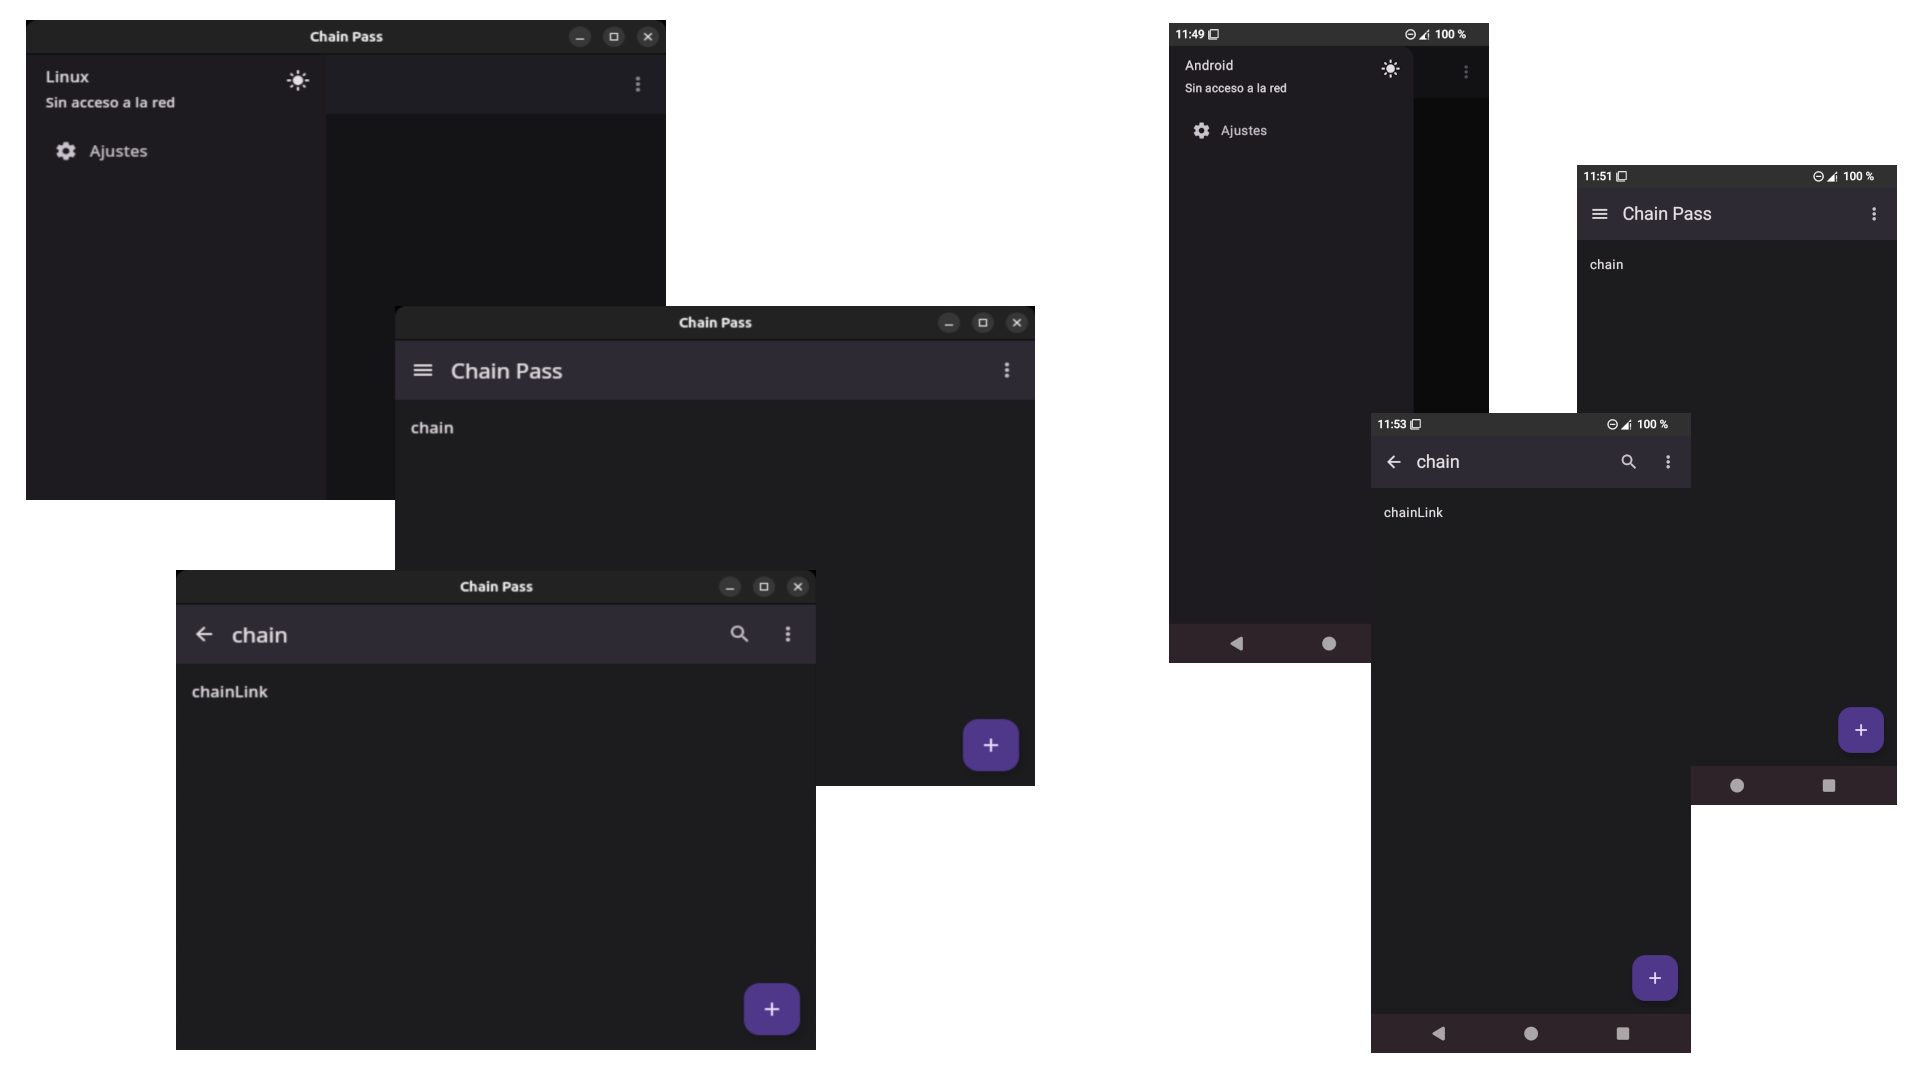 Chain Pass
Linux
Sin acceso a la red
Ajustes
Chain Pass
Chain Pass
chain
Chain Pass
chain
chainLink
11:49 100 %
Android
Sin acceso a la red
Ajustes
11:51 100 %
Chain Pass
chain
11:53 100 %
chain
chainLink